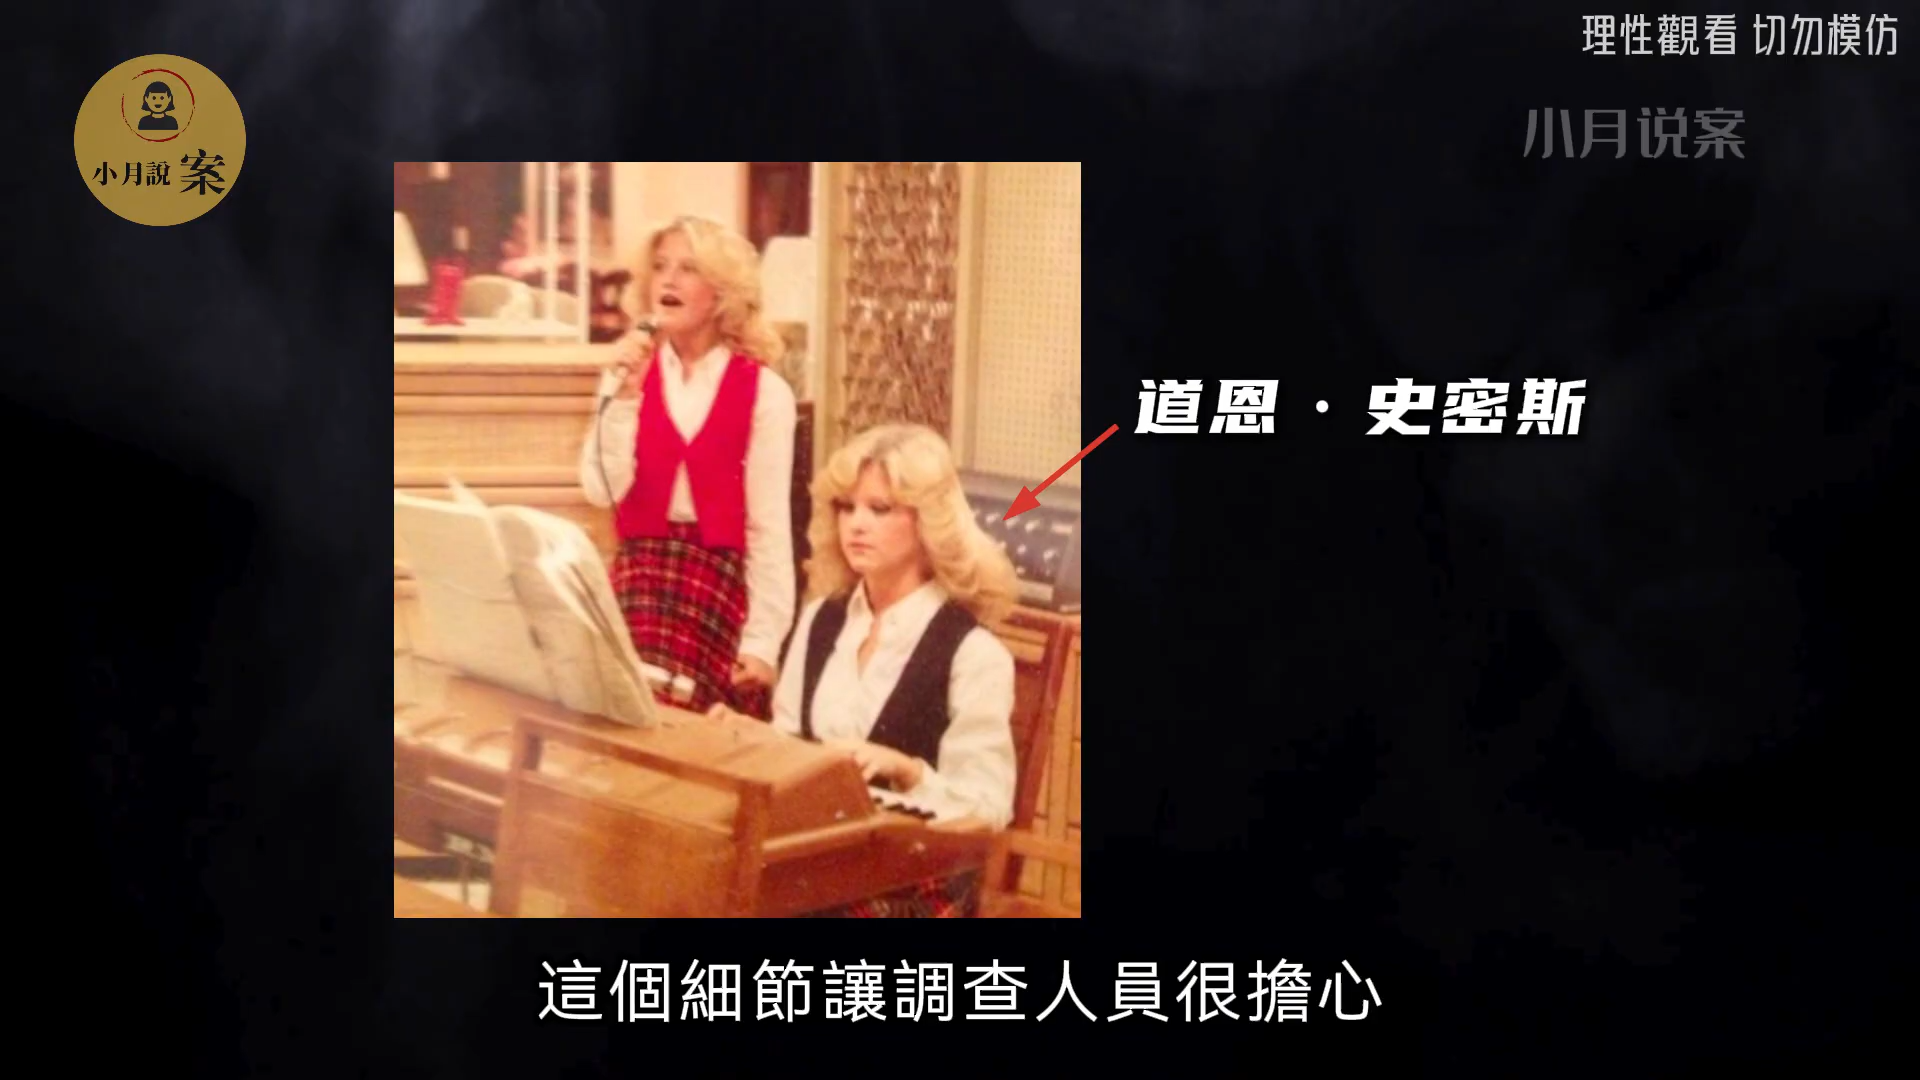 理性觀看 切勿模仿
小月説案
小月说案
道恩·史密斯
這個細節讓調查人員很擔心